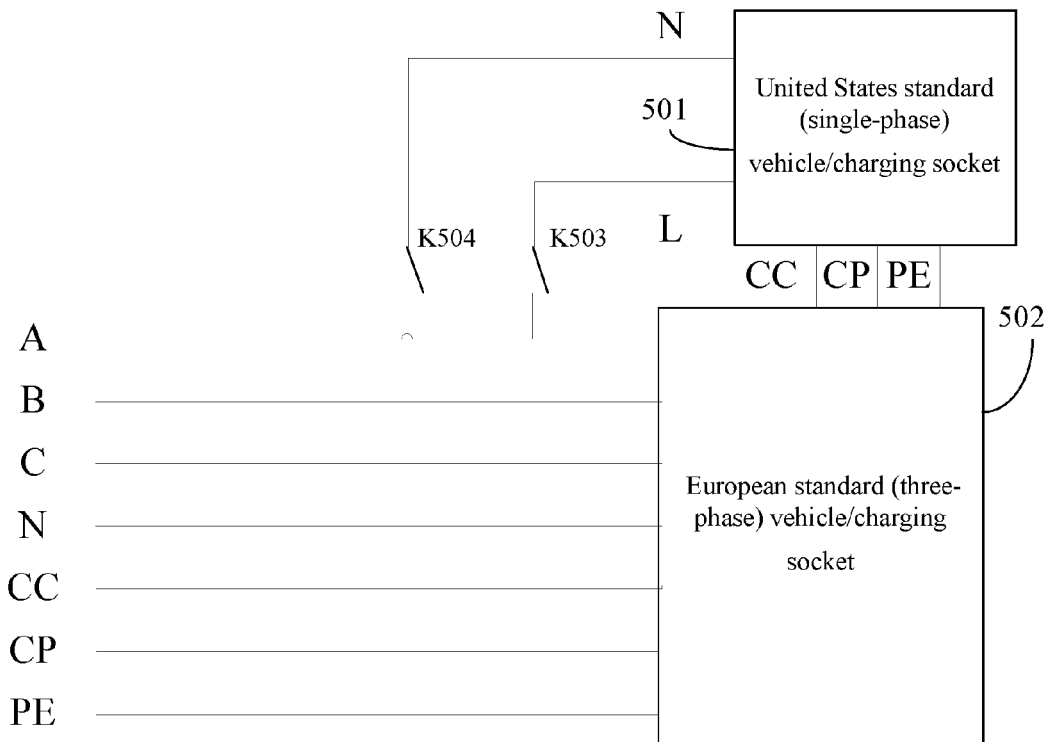 N
United States standard
(single-phase)
vehicle/charging socket
501
L
K504
K503
CC CP PE
502
A
B
C
N
CC
CP
PE
European standard (three-
phase) vehicle/charging
socket